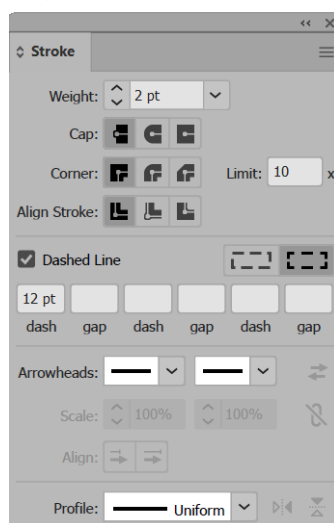 Stroke
Weight: 2 pt
Cap:
Corner: Limit: 10 x
Align Stroke:
Dashed Line
12 pt
dash gap dash gap dash gap
Arrowheads:
Scale: 100% 100%
Align:
Profile: Uniform